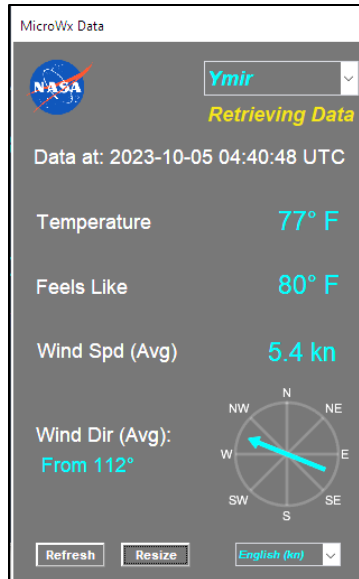 MicroWx Data
NASA
Ymir
Retrieving Data
Data at: 2023-10-05 04:40:48 UTC
Temperature 77° F
Feels Like 80° F
Wind Spd (Avg) 5.4 kn
N
NW NE
Wind Dir (Avg):
W E
From 112°
SW SE
S
Refresh Resize English (kn)